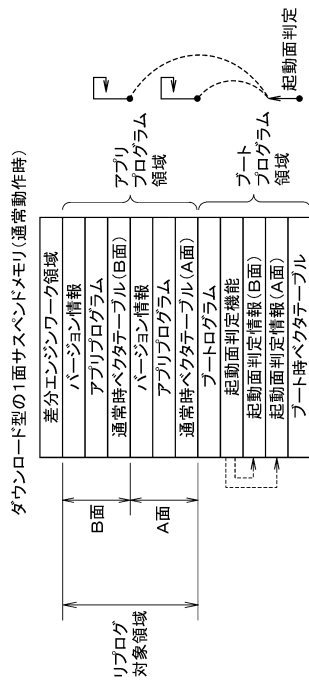 ダウンロード型の1面サスペンドメモリ(通常動作時)
差分エンジンワーク領域
バージョン情報
アプリプログラム
通常時ベクタテーブル(B面)
バージョン情報
アプリプログラム
通常時ベクタテーブル(A面)
ブートログラム
起動面判定機能
起動面判定情報(B面)
起動面判定情報(A面)
ブート時ベクタテーブル
リプログ
対象領域
B面
A面
アプリ
プログラム
領域
ブート
プログラム
領域
起動面判定